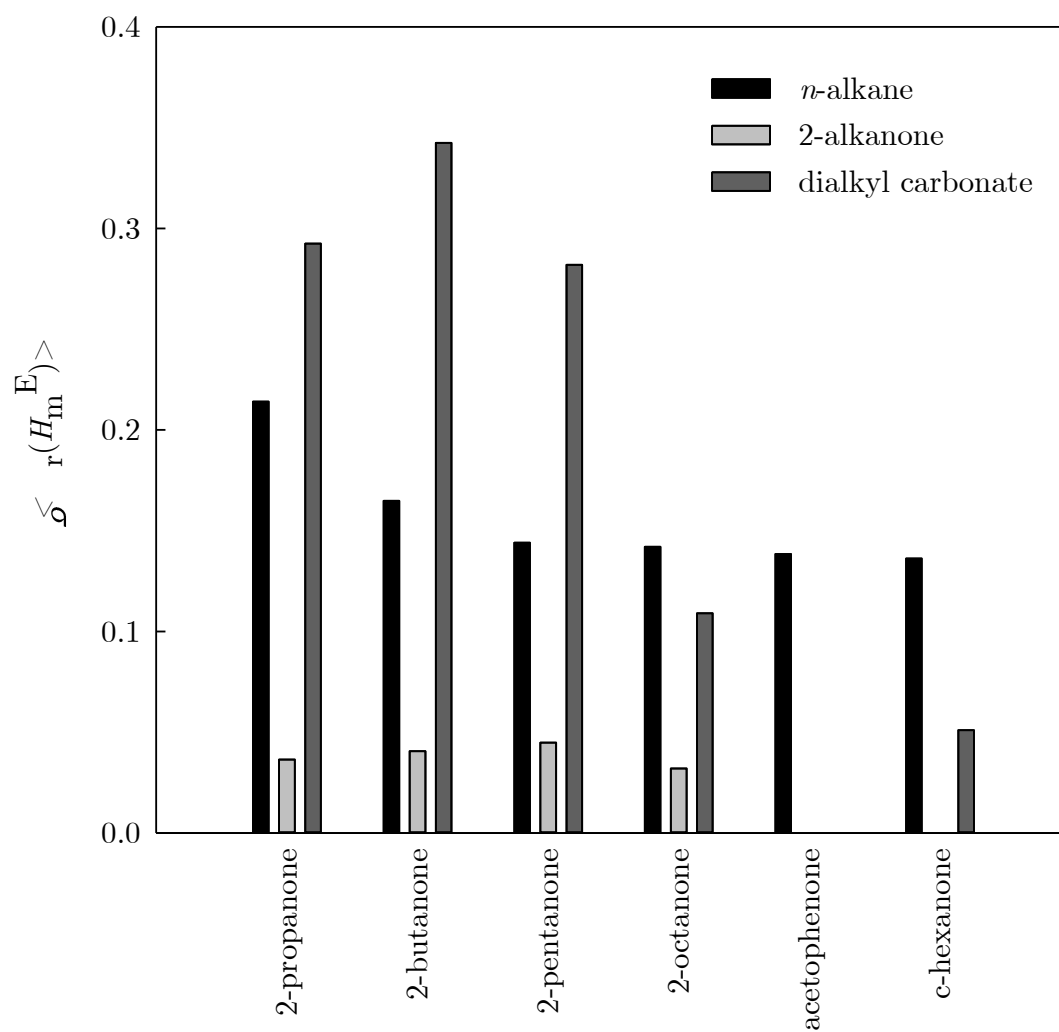 0.4
n-alkane
2-alkanone
dialkyl carbonate
0.3
0.2
0.1
0.0
<σr(HmE)>
2-propanone
2-butanone
2-pentanone
2-octanone
acetophenone
c-hexanone